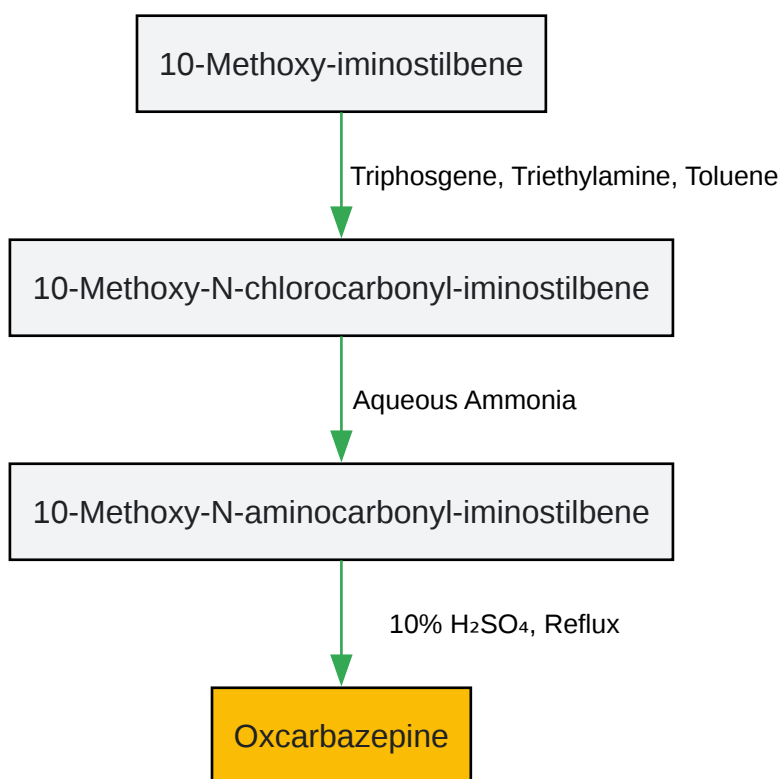 10-Methoxy-iminostilbene
Triphosgene, Triethylamine, Toluene
10-Methoxy-N-chlorocarbonyl-iminostilbene
Aqueous Ammonia
10-Methoxy-N-aminocarbonyl-iminostilbene
10% H₂SO₄, Reflux
Oxcarbazepine